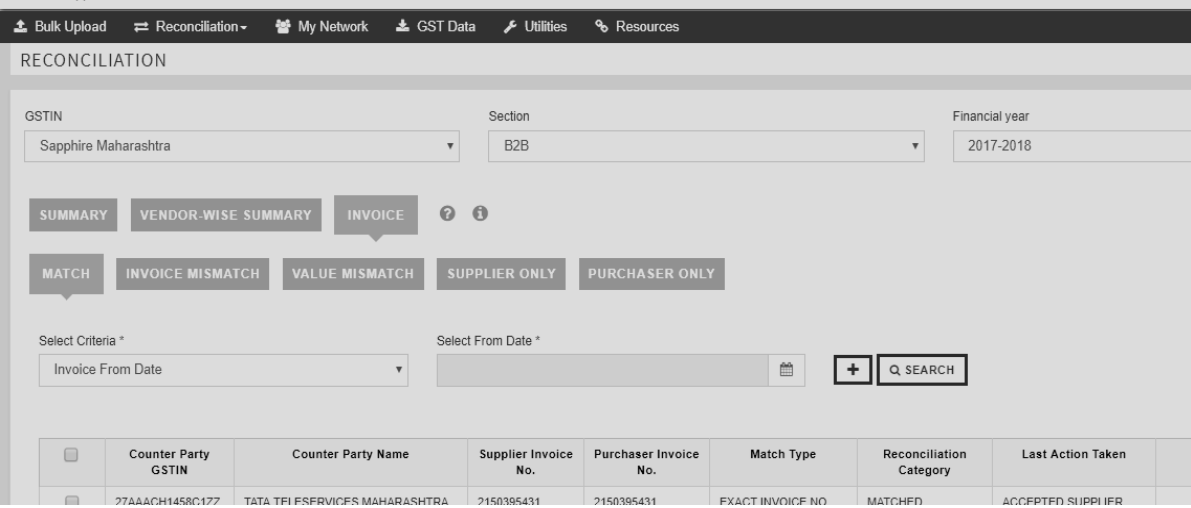 Bulk Upload Reconciliation My Network GST Data Utilities Resources
RECONCILIATION
GSTIN Section Financial year
Sapphire Maharashtra B2B 2017-2018
SUMMARY VENDOR-WISE SUMMARY INVOICE
MATCH INVOICE MISMATCH VALUE MISMATCH SUPPLIER ONLY PURCHASER ONLY
Select Criteria * Select From Date *
Invoice From Date + SEARCH
Counter Party GSTIN Counter Party Name Supplier Invoice No. Purchaser Invoice No. Match Type Reconciliation Category Last Action Taken
27AAACH1458C1ZZ TATA TELESERVICES MAHARASHTRA 2150395431 2150395431 EXACT INVOICE NO MATCHED ACCEPTED SUPPLIER